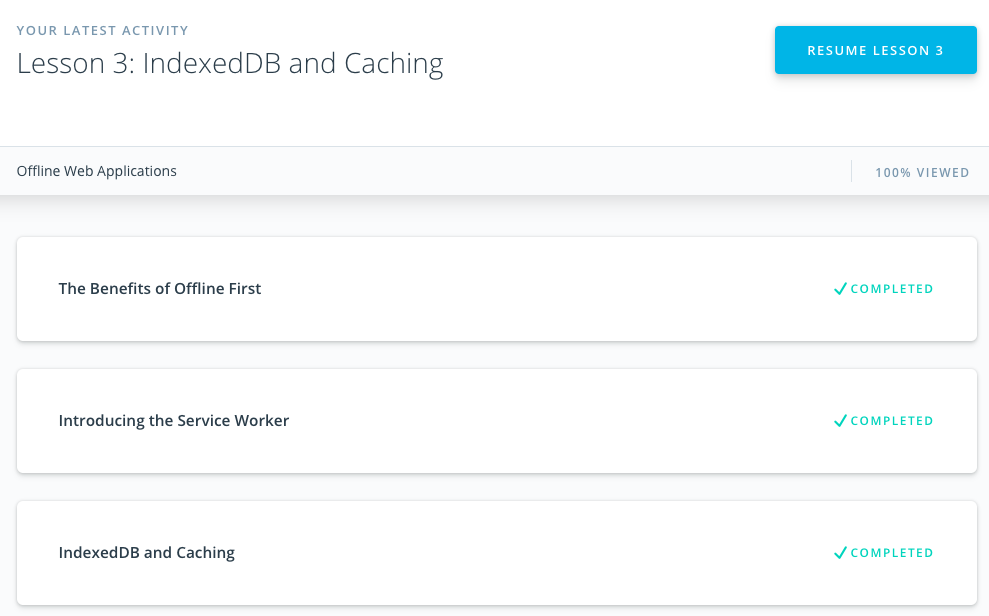 YOUR LATEST ACTIVITY
Lesson 3: IndexedDB and Caching
RESUME LESSON 3
Offline Web Applications
100% VIEWED
The Benefits of Offline First
COMPLETED
Introducing the Service Worker
COMPLETED
IndexedDB and Caching
COMPLETED